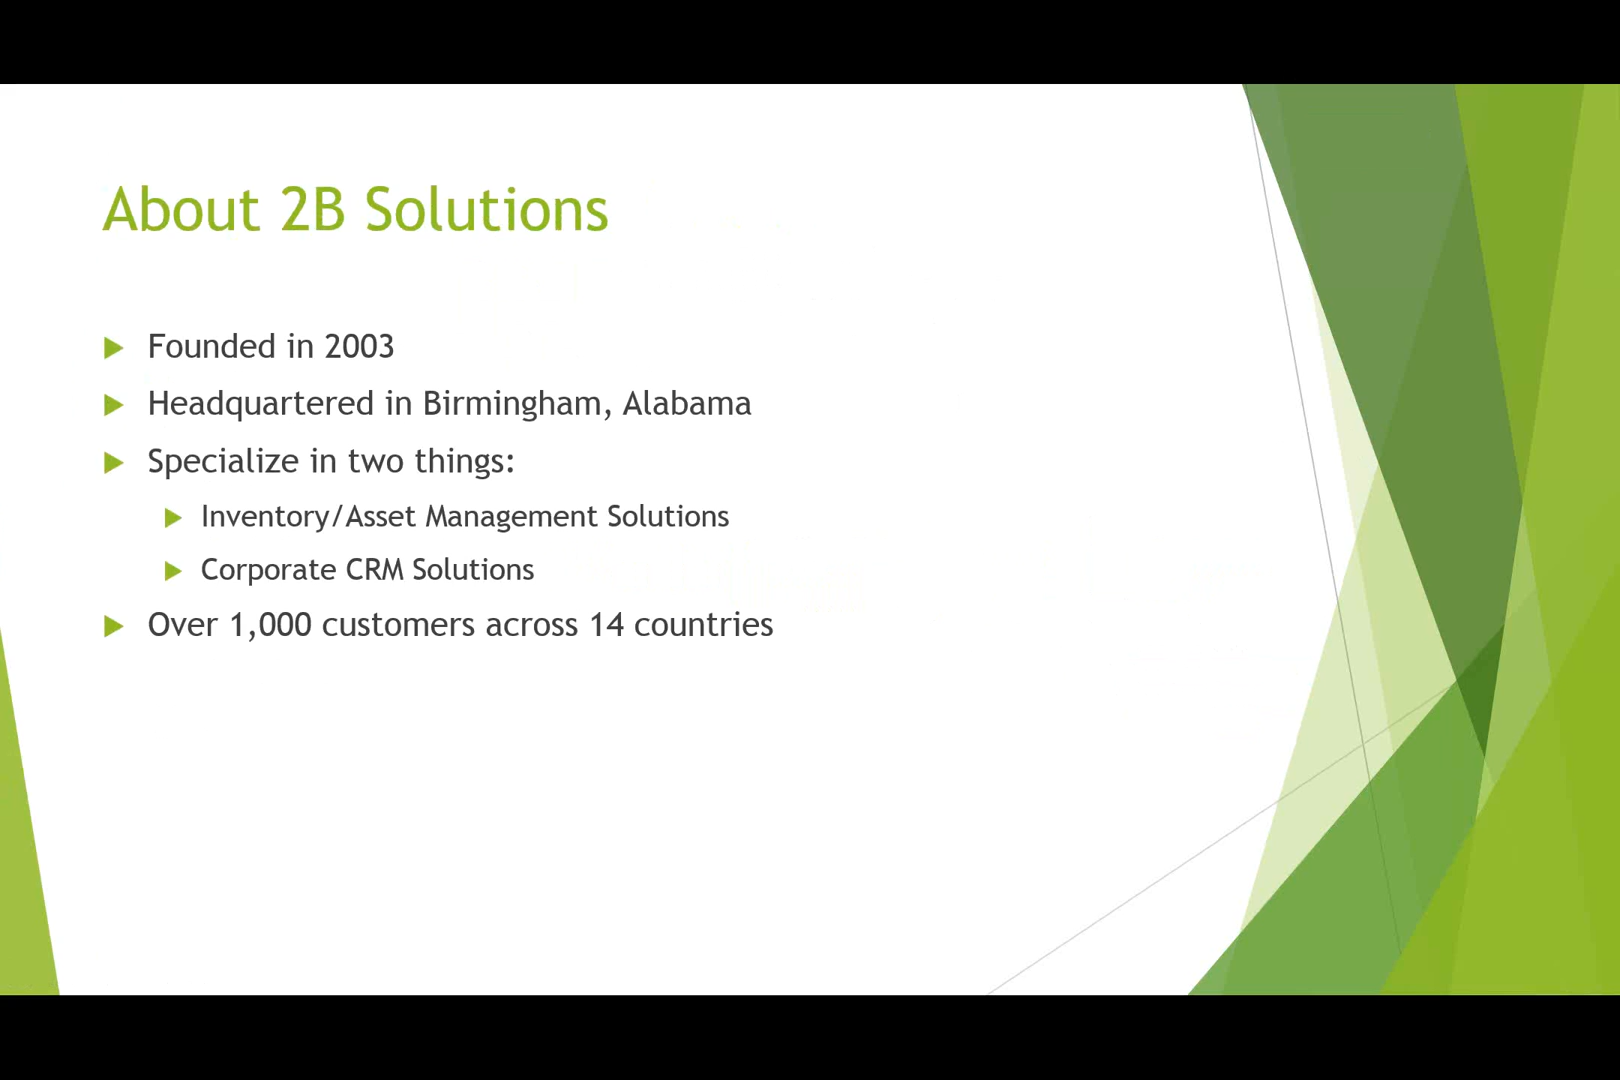 About 2B Solutions
Founded in 2003
Headquartered in Birmingham, Alabama
Specialize in two things:
Inventory/Asset Management Solutions
Corporate CRM Solutions
Over 1,000 customers across 14 countries